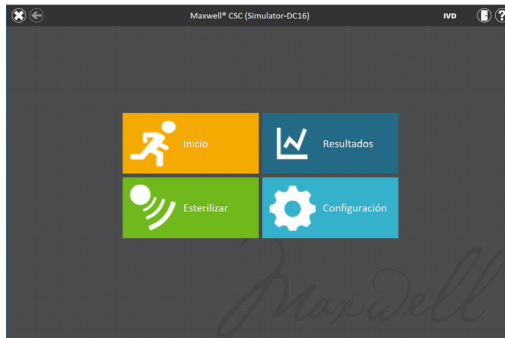 Maxwell® CSC (Simulator-DC16)
IVD
?
Inicio
Resultados
Esterilizar
Configuración
Maxwell